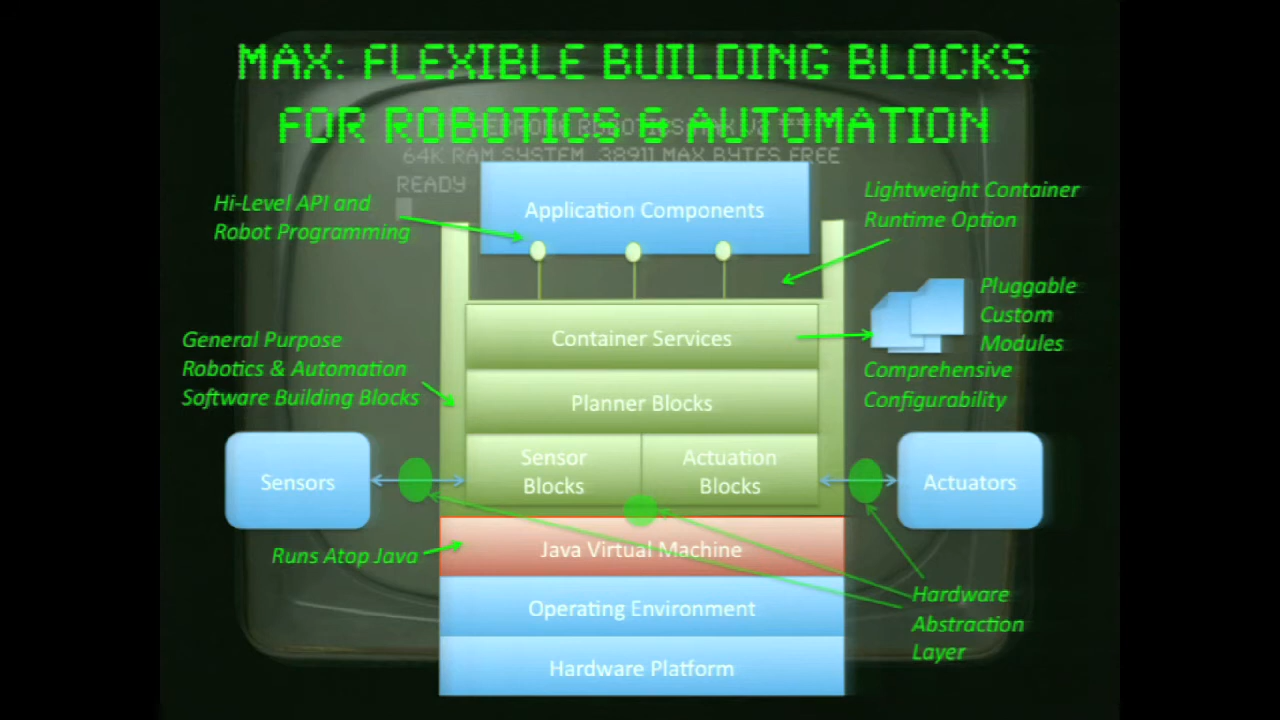 MAX: FLEXIBLE BUILDING BLOCKS
FOR ROBOTICS & AUTOMATION
ROBOTICS MAX V2
64K RAM SYSTEM 38911 MAX BYTES FREE
READY
Hi-Level API and
Robot Programming
Application Components
Lightweight Container
Runtime Option
Container Services
Pluggable
Custom
Modules
General Purpose
Robotics & Automation
Software Building Blocks
Planner Blocks
Comprehensive
Configurability
Sensors
Sensor
Blocks
Actuation
Blocks
Actuators
Runs Atop Java
Java Virtual Machine
Operating Environment
Hardware
Abstraction
Layer
Hardware Platform